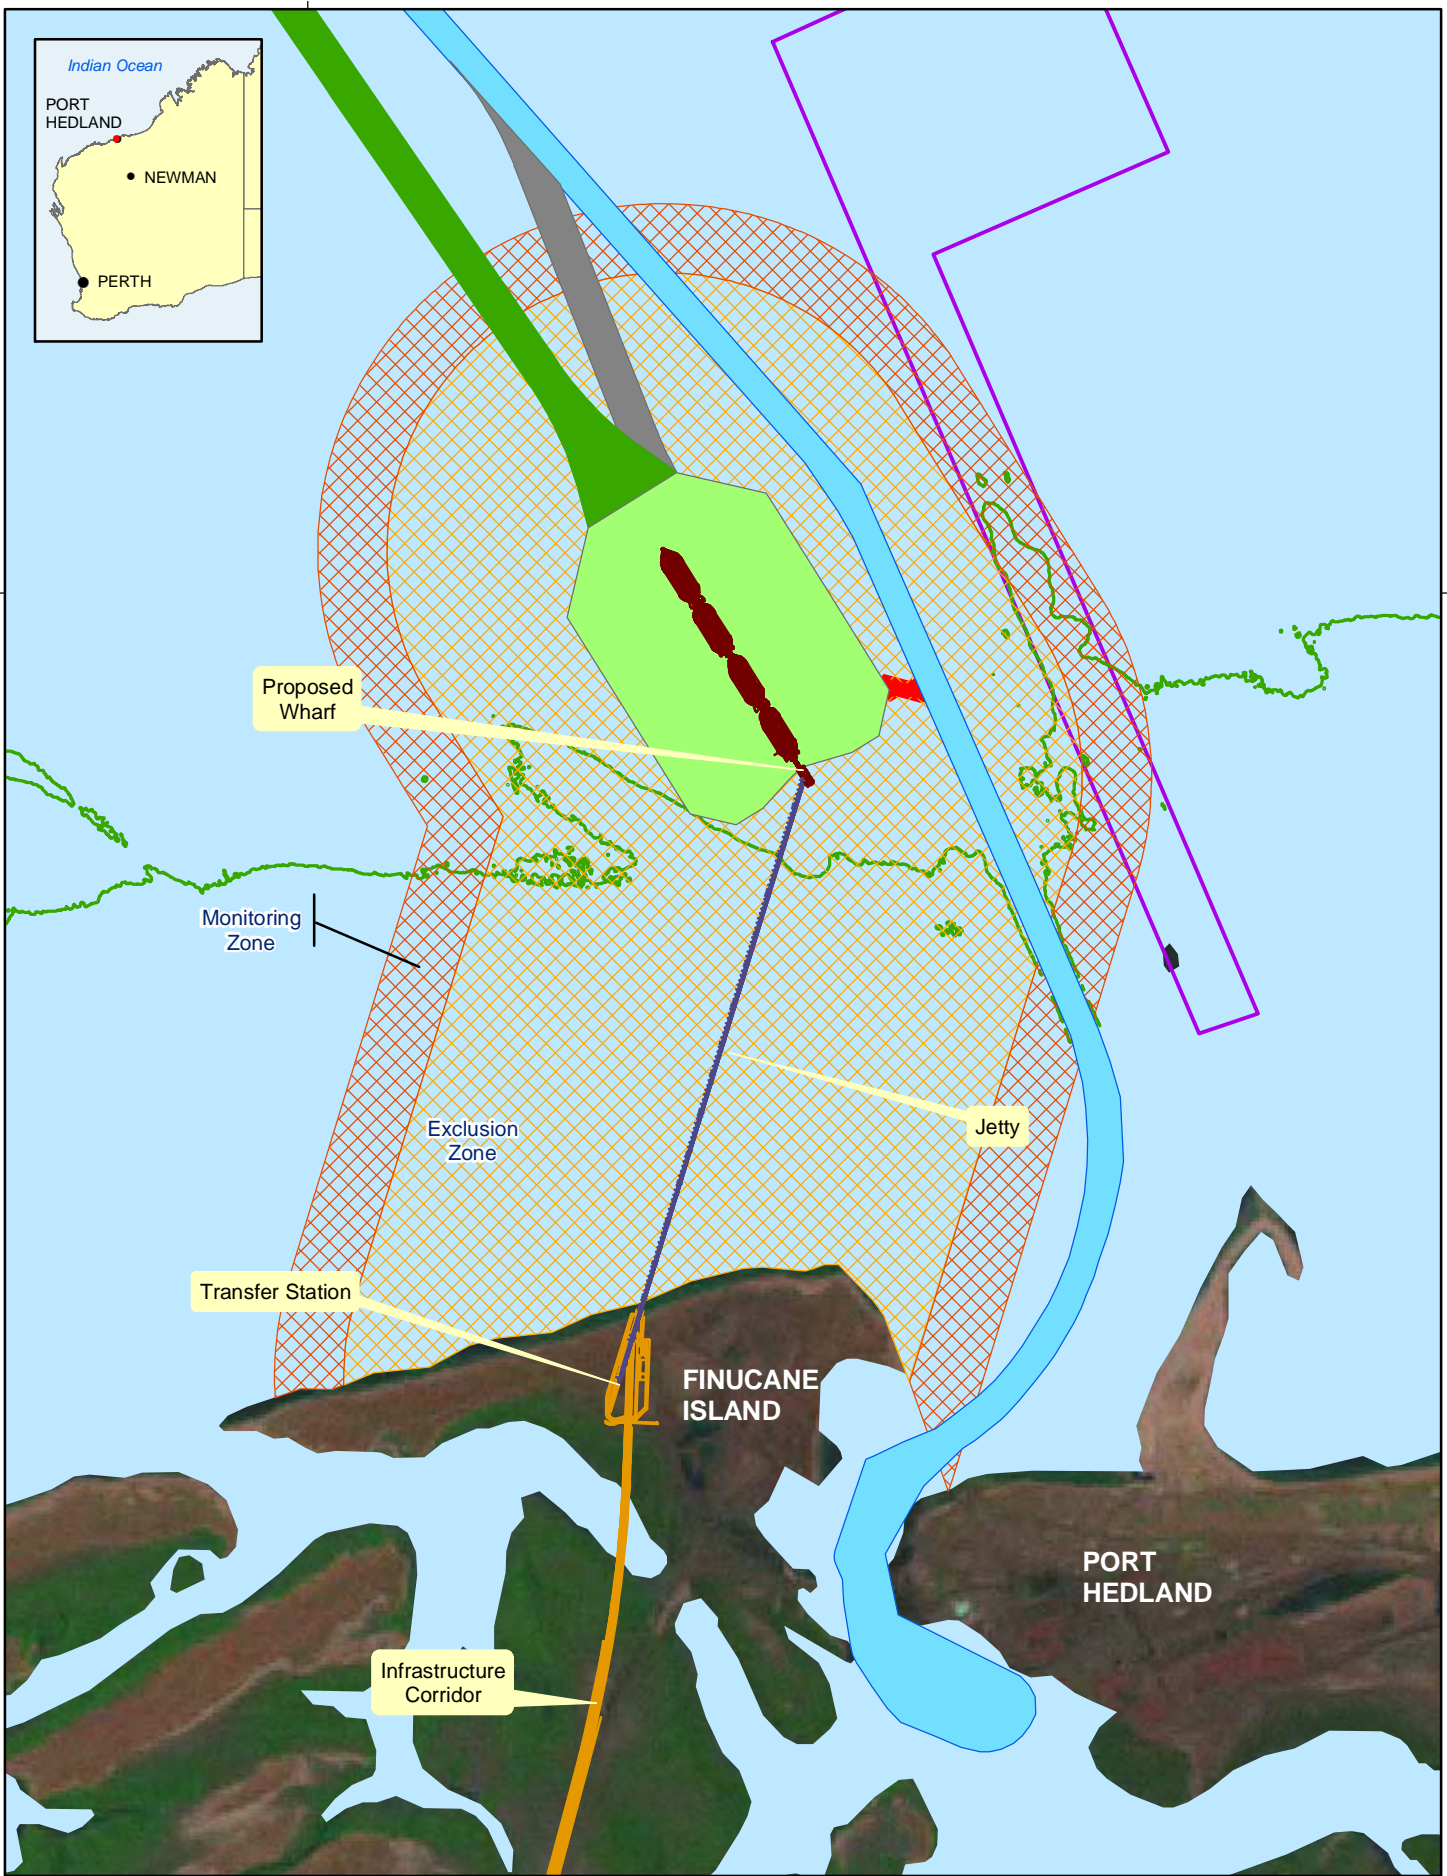 Indian Ocean
PORT
HEDLAND
NEWMAN
PERTH
Proposed
Wharf
Monitoring
Zone
Exclusion
Zone
Jetty
Transfer Station
FINUCANE
ISLAND
PORT
HEDLAND
Infrastructure
Corridor